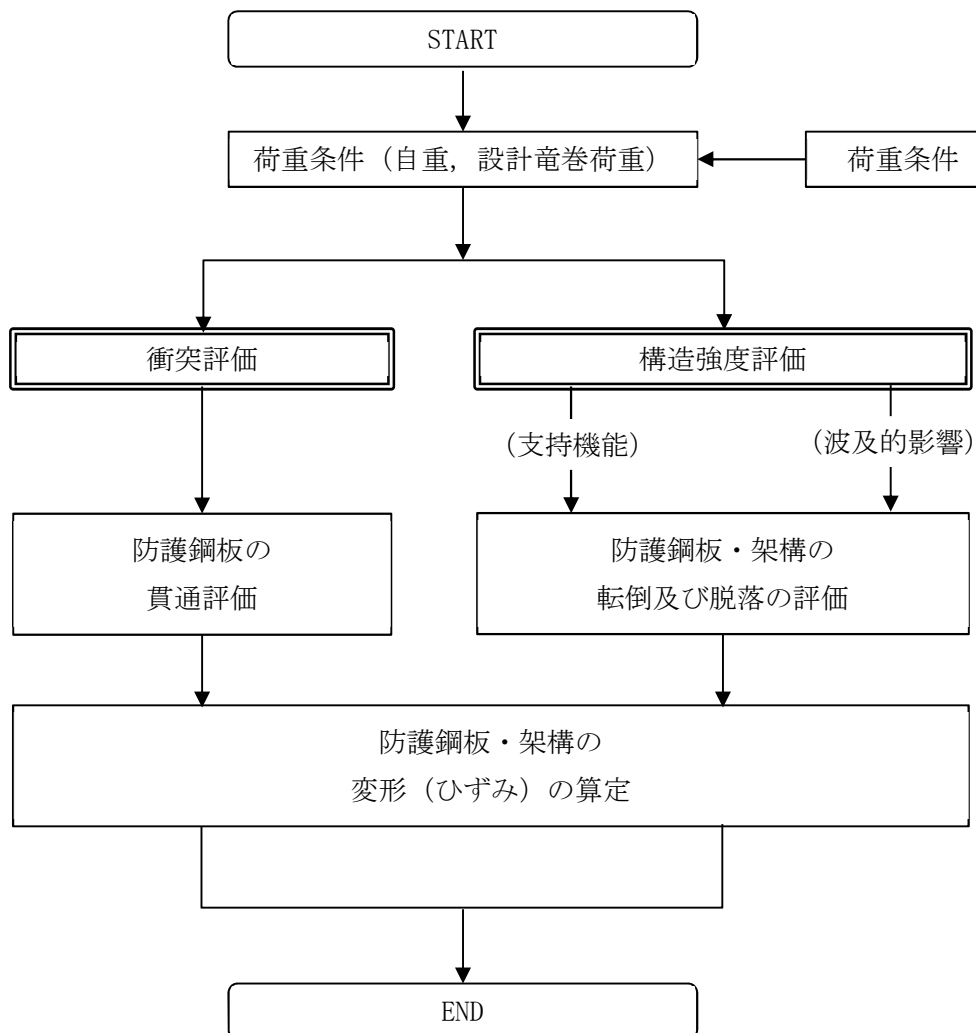 START
荷重条件（自重，設計竜巻荷重）
荷重条件
衝突評価
構造強度評価
（支持機能）
（波及的影響）
防護鋼板の
貫通評価
防護鋼板・架構の
転倒及び脱落の評価
防護鋼板・架構の
変形（ひずみ）の算定
END